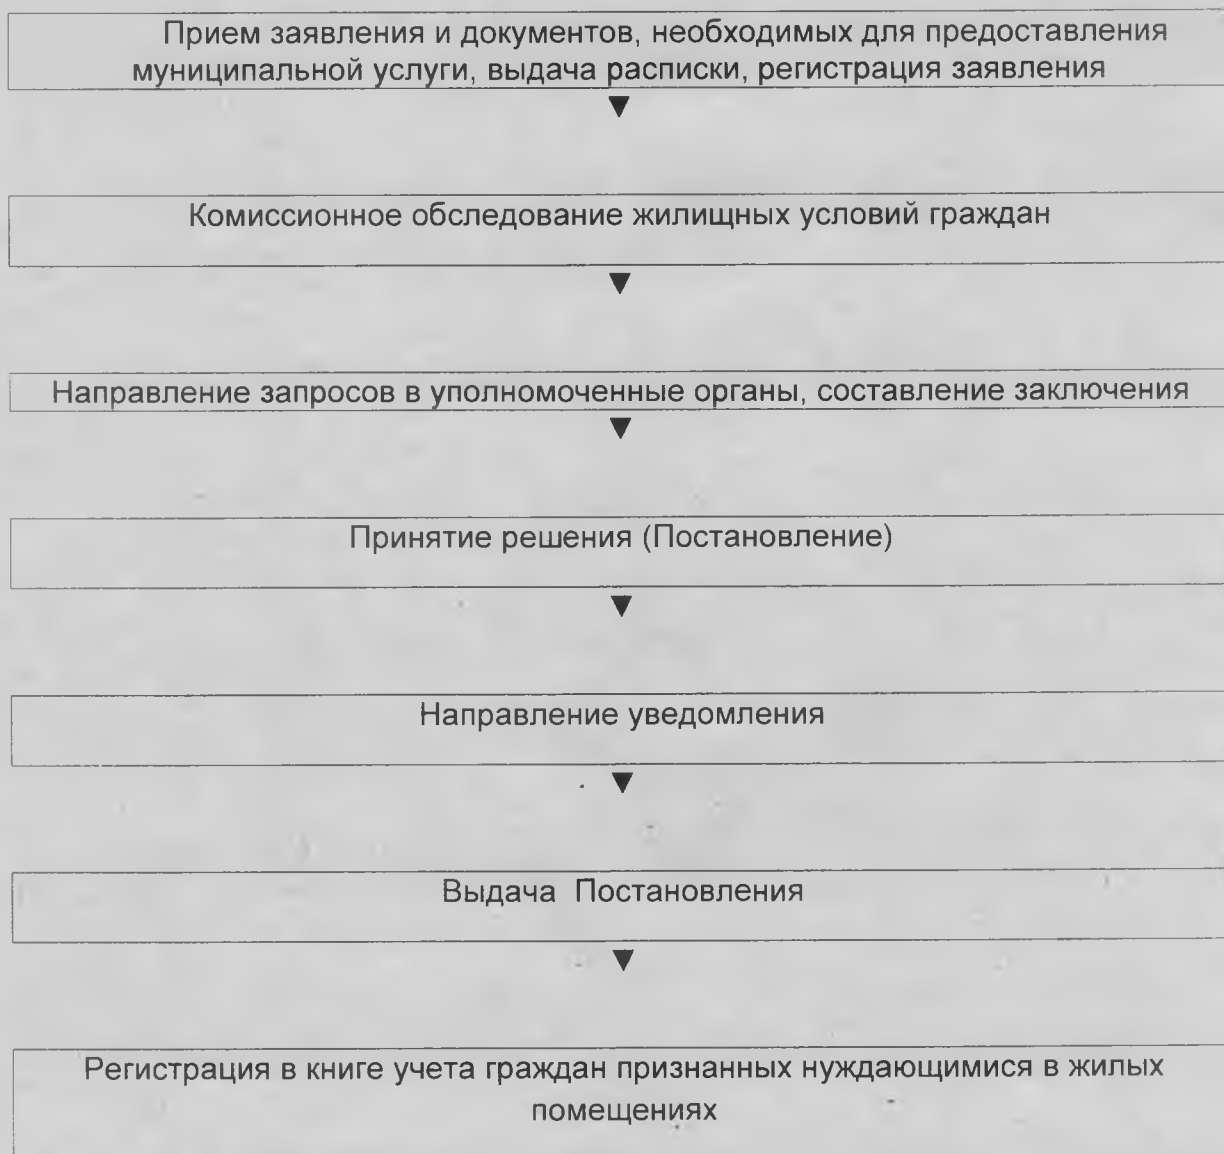 Прием заявления и документов, необходимых для предоставления
муниципальной услуги, выдача расписки, регистрация заявления
Комиссионное обследование жилищных условий граждан
Направление запросов в уполномоченные органы, составление заключения
Принятие решения (Постановление)
Направление уведомления
Выдача Постановления
Регистрация в книге учета граждан признанных нуждающимися в жилых
помещениях